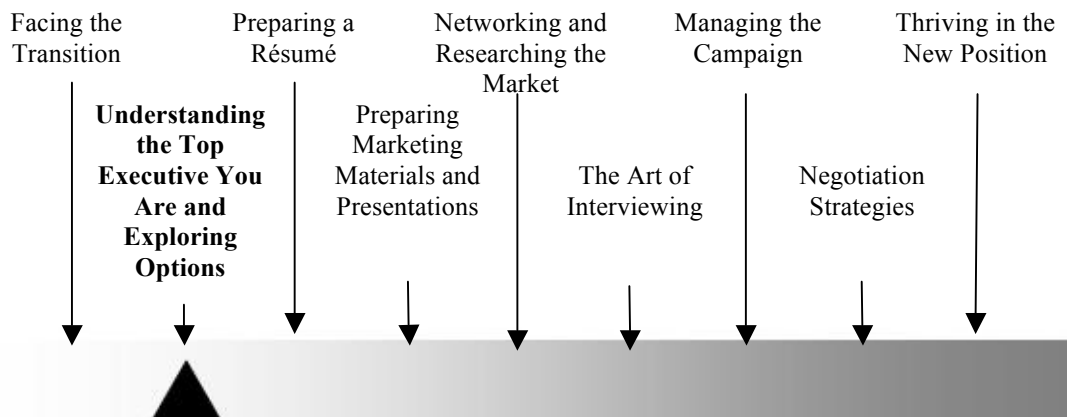 Facing the
Transition
Understanding
the Top
Executive You
Are and
Exploring
Options
Preparing a
Résumé
Preparing
Marketing
Materials and
Presentations
Networking and
Researching the
Market
The Art of
Interviewing
Managing the
Campaign
Negotiation
Strategies
Thriving in the
New Position